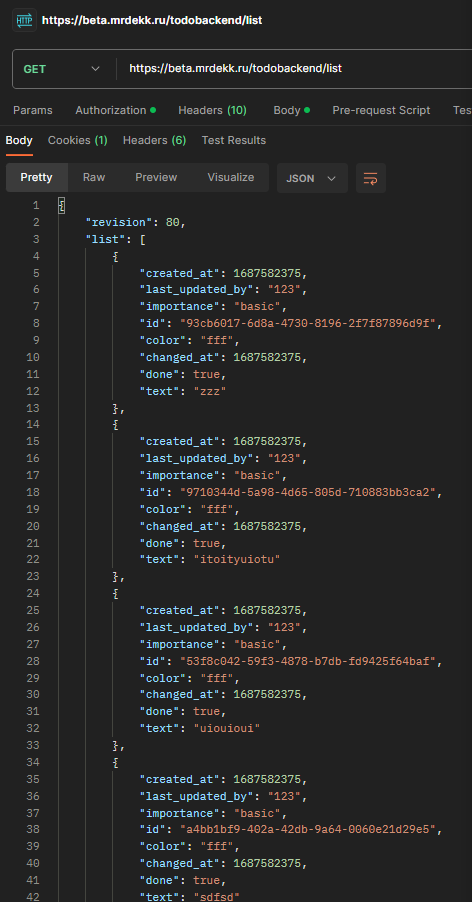 HTTP https://beta.mrdekk.ru/todobackend/list
GET https://beta.mrdekk.ru/todobackend/list
Params Authorization Headers (10) Body Pre-request Script Tes
Body Cookies (1) Headers (6) Test Results
Pretty Raw Preview Visualize JSON
1 {
2 "revision": 80,
3 "list": [
4 {
5 "created_at": 1687582375,
6 "last_updated_by": "123",
7 "importance": "basic",
8 "id": "93cb6017-6d8a-4730-8196-2f7f87896d9f",
9 "color": "fff",
10 "changed_at": 1687582375,
11 "done": true,
12 "text": "zzz"
13 },
14 {
15 "created_at": 1687582375,
16 "last_updated_by": "123",
17 "importance": "basic",
18 "id": "9710344d-5a98-4d65-805d-710883bb3ca2",
19 "color": "fff",
20 "changed_at": 1687582375,
21 "done": true,
22 "text": "itoityuiotu"
23 },
24 {
25 "created_at": 1687582375,
26 "last_updated_by": "123",
27 "importance": "basic",
28 "id": "53f8c042-59f3-4878-b7db-fd9425f64baf",
29 "color": "fff",
30 "changed_at": 1687582375,
31 "done": true,
32 "text": "uiouioui"
33 },
34 {
35 "created_at": 1687582375,
36 "last_updated_by": "123",
37 "importance": "basic",
38 "id": "a4bb1bf9-402a-42db-9a64-0060e21d29e5",
39 "color": "fff",
40 "changed_at": 1687582375,
41 "done": true,
42 "text": "sdfsd"